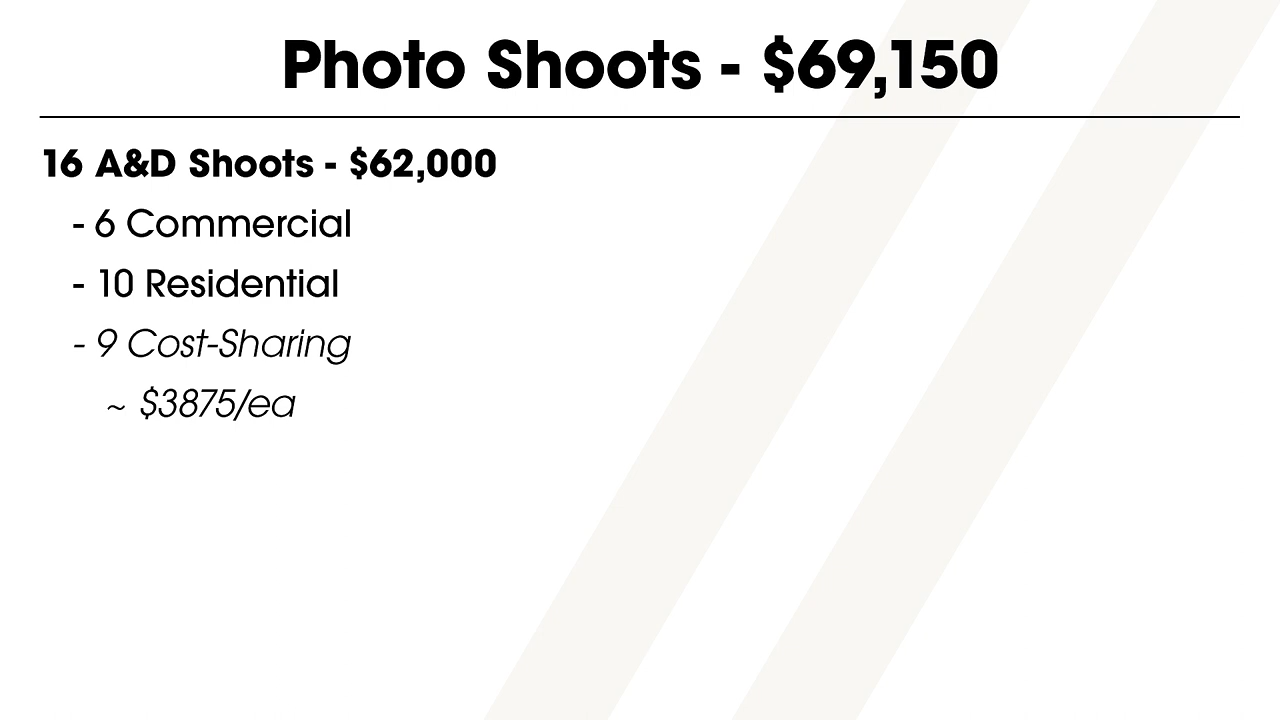 Photo Shoots - $69,150
16 A&D Shoots - $62,000
- 6 Commercial
- 10 Residential
- 9 Cost-Sharing
~ $3875/ea